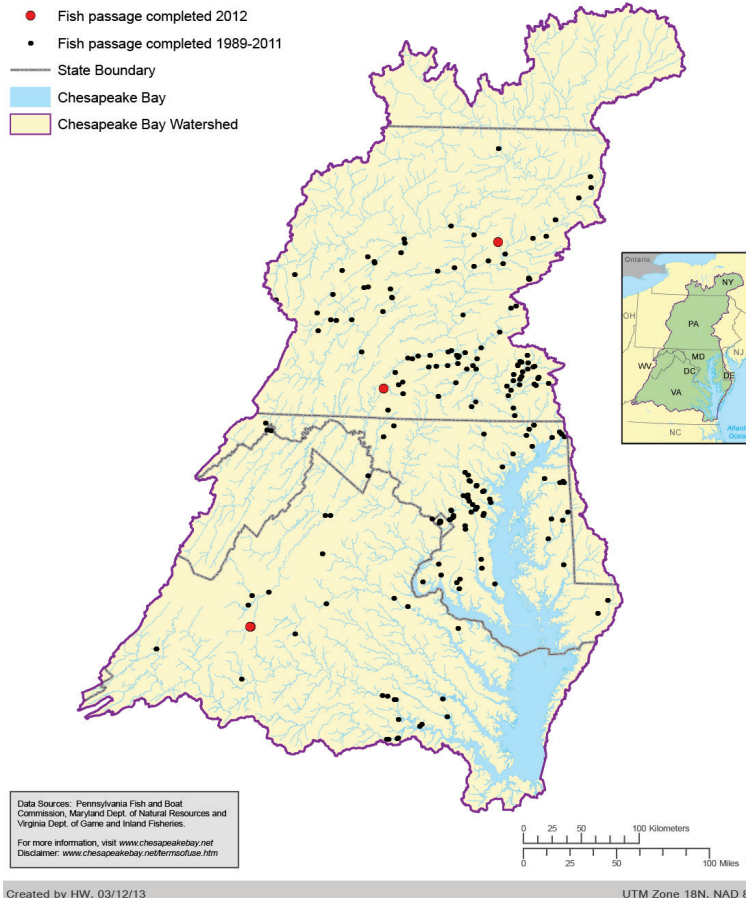 Fish passage completed 2012
Fish passage completed 1989-2011
State Boundary
Chesapeake Bay
Chesapeake Bay Watershed
Ontario
NY
OH
PA
NJ
MD
WV
DC
DE
VA
NC
Atlantic
Ocean
Data Sources: Pennsylvania Fish and Boat
Commission, Maryland Dept. of Natural Resources and
Virginia Dept. of Game and Inland Fisheries.
For more information, visit www.chesapeakebay.net
Disclaimer: www.chesapeakebay.net/termsofuse.htm
0 25 50 100 Kilometers
0 25 50 100 Miles
Created by HW, 03/12/13
UTM Zone 18N, NAD 8